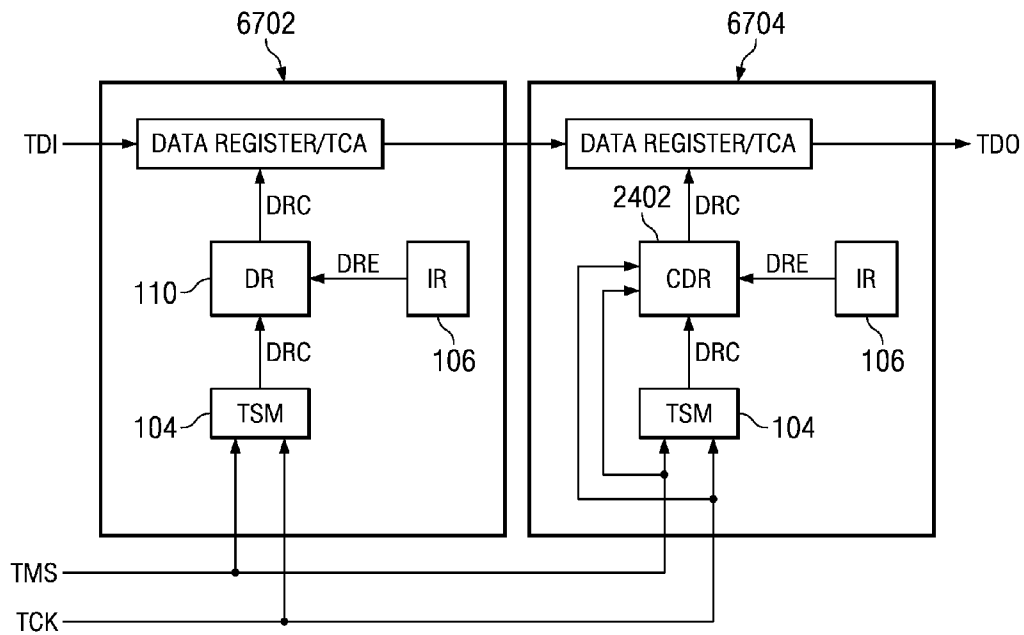 6702
6704
TDI
DATA REGISTER/TCA
DATA REGISTER/TCA
TDO
DRC
2402
DRC
110
DR
DRE
IR
CDR
DRE
IR
106
106
DRC
DRC
104
TSM
TSM
104
TMS
TCK